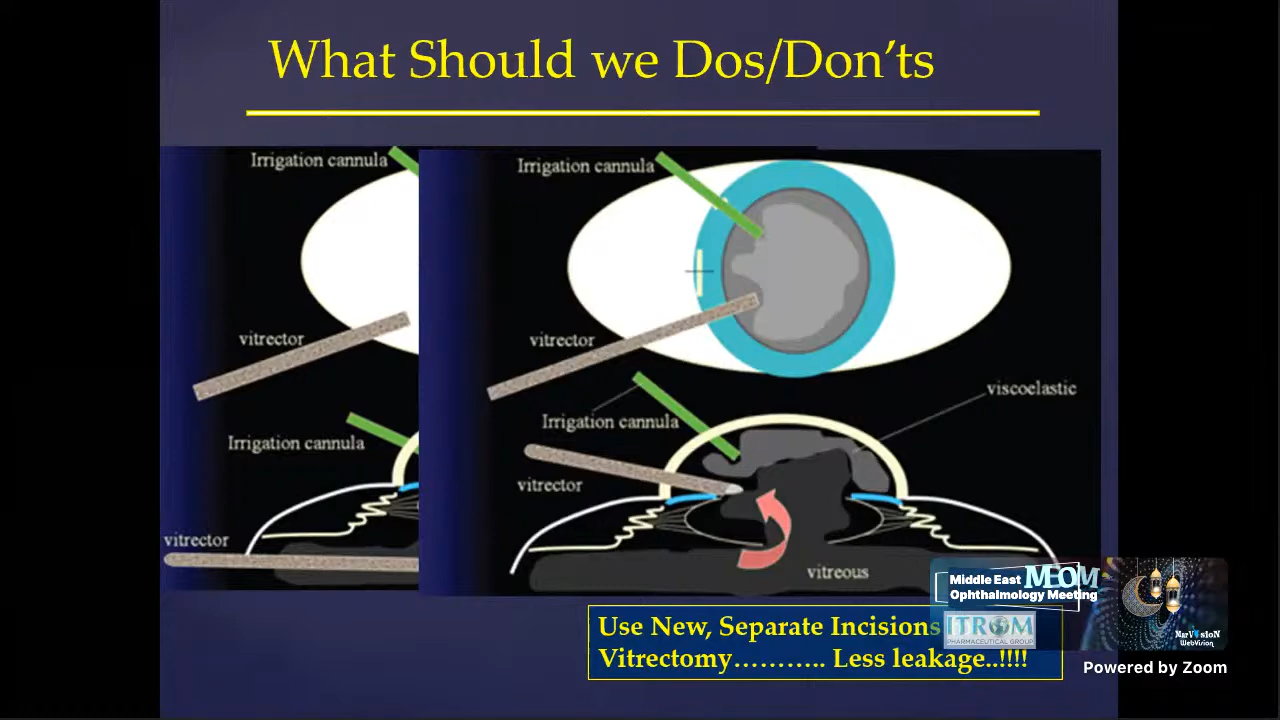 What Should we Dos/Don'ts
Irrigation cannula
vitrector
Irrigation cannula
vitrector
Irrigation cannula
vitrector
Irrigation cannula
vitrector
viscoelastic
vitreous
Use New, Separate Incisions
Vitrectomy……….. Less leakage..!!!!
Middle East MEOM
Ophthalmology Meeting
ITROM
PHARMACEUTICAL GROUP
NarVisioN
WebVision
Powered by Zoom